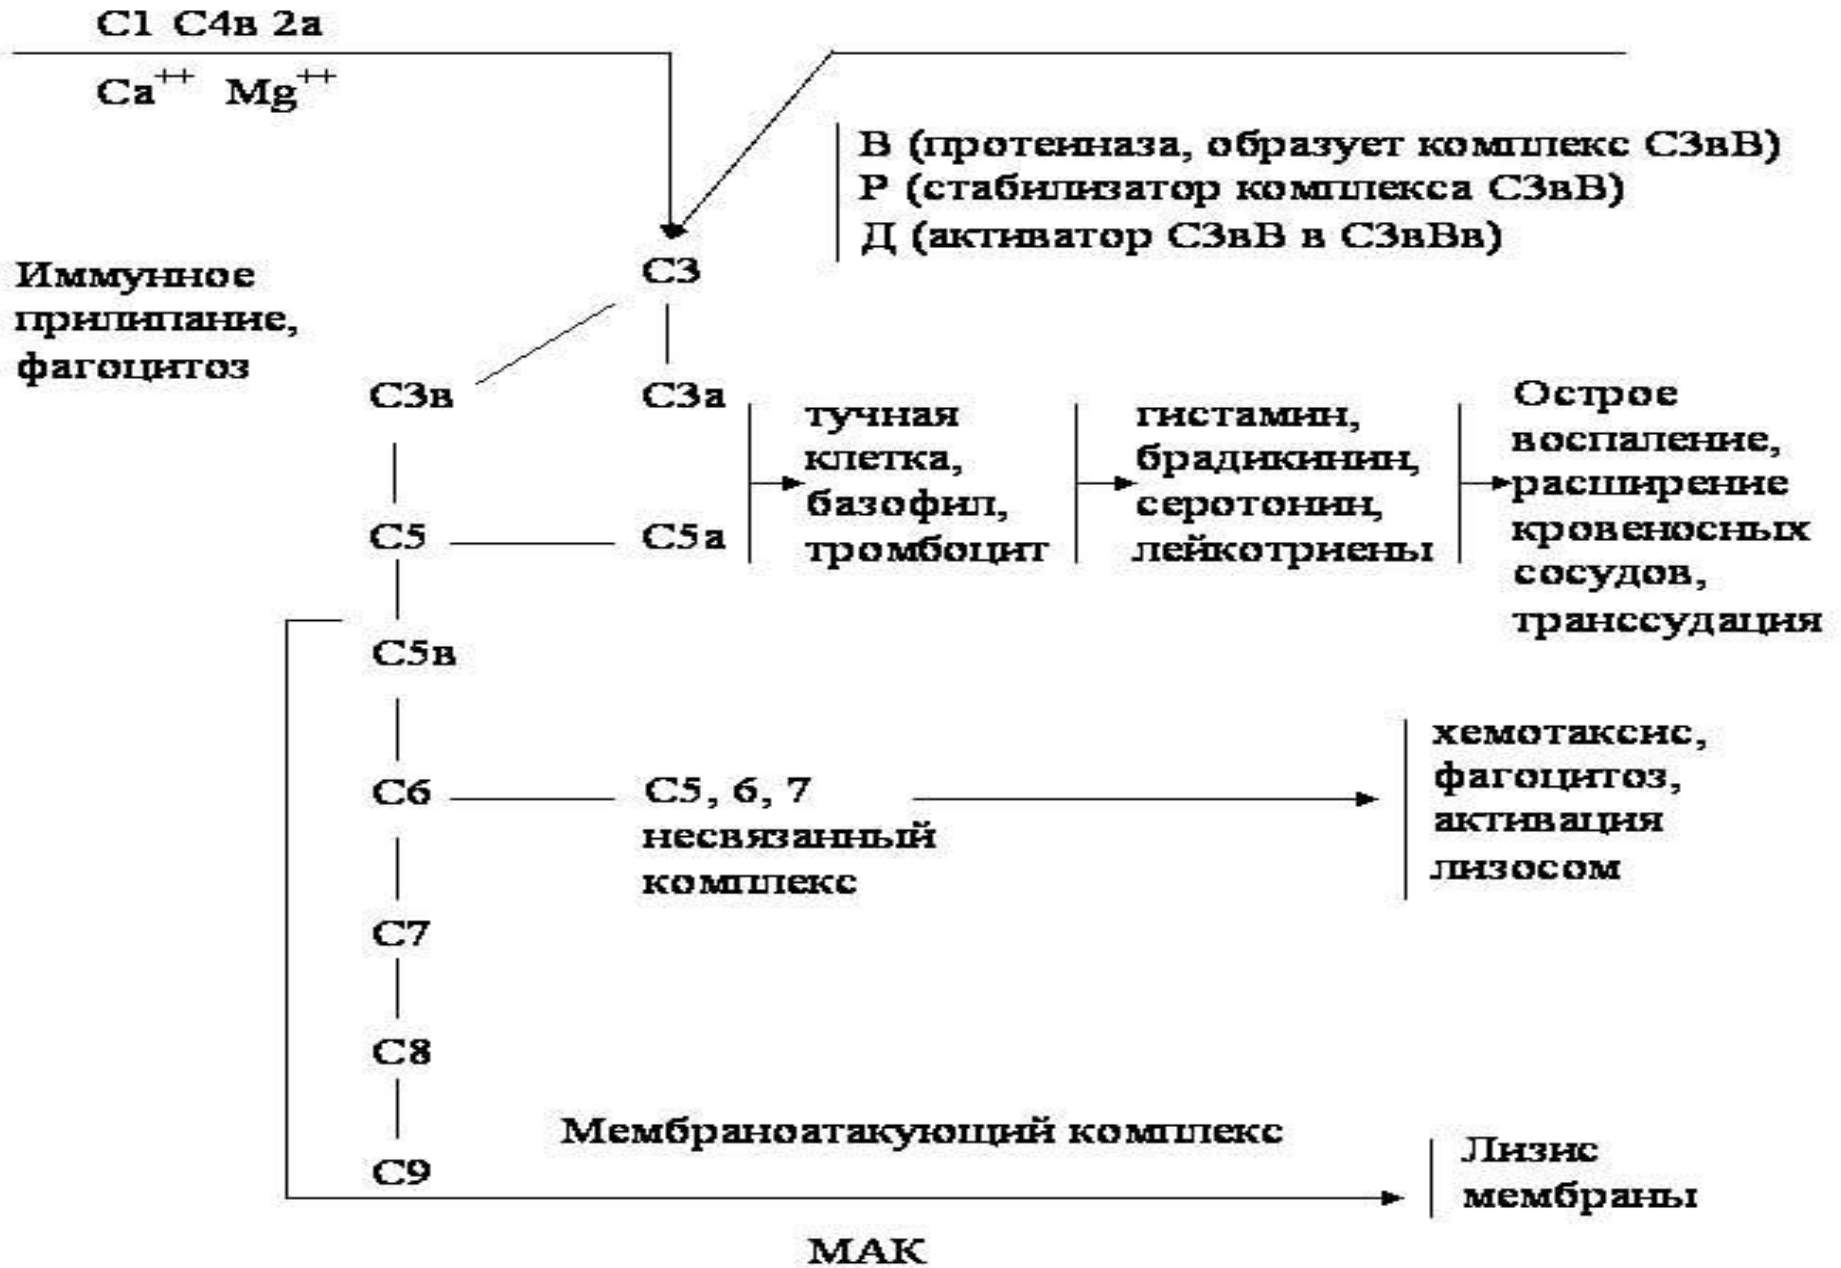 С1 С4в 2а
Ca⁺⁺ Mg⁺⁺
В (протеиназа, образует комплекс С3вВ)
Р (стабилизатор комплекса С3вВ)
Д (активатор С3вВ в С3вВв)
С3
Иммунное
прилипание,
фагоцитоз
С3в
С3а
тучная
клетка,
базофил,
тромбоцит
гистамин,
брадикинин,
серотонин,
лейкотриены
Острое
воспаление,
расширение
кровеносных
сосудов,
транссудация
С5
С5а
С5в
С6
С5, 6, 7
несвязанный
комплекс
хемотаксис,
фагоцитоз,
активация
лизосом
С7
С8
С9
Мембраноатакующий комплекс
Лизис
мембраны
МАК